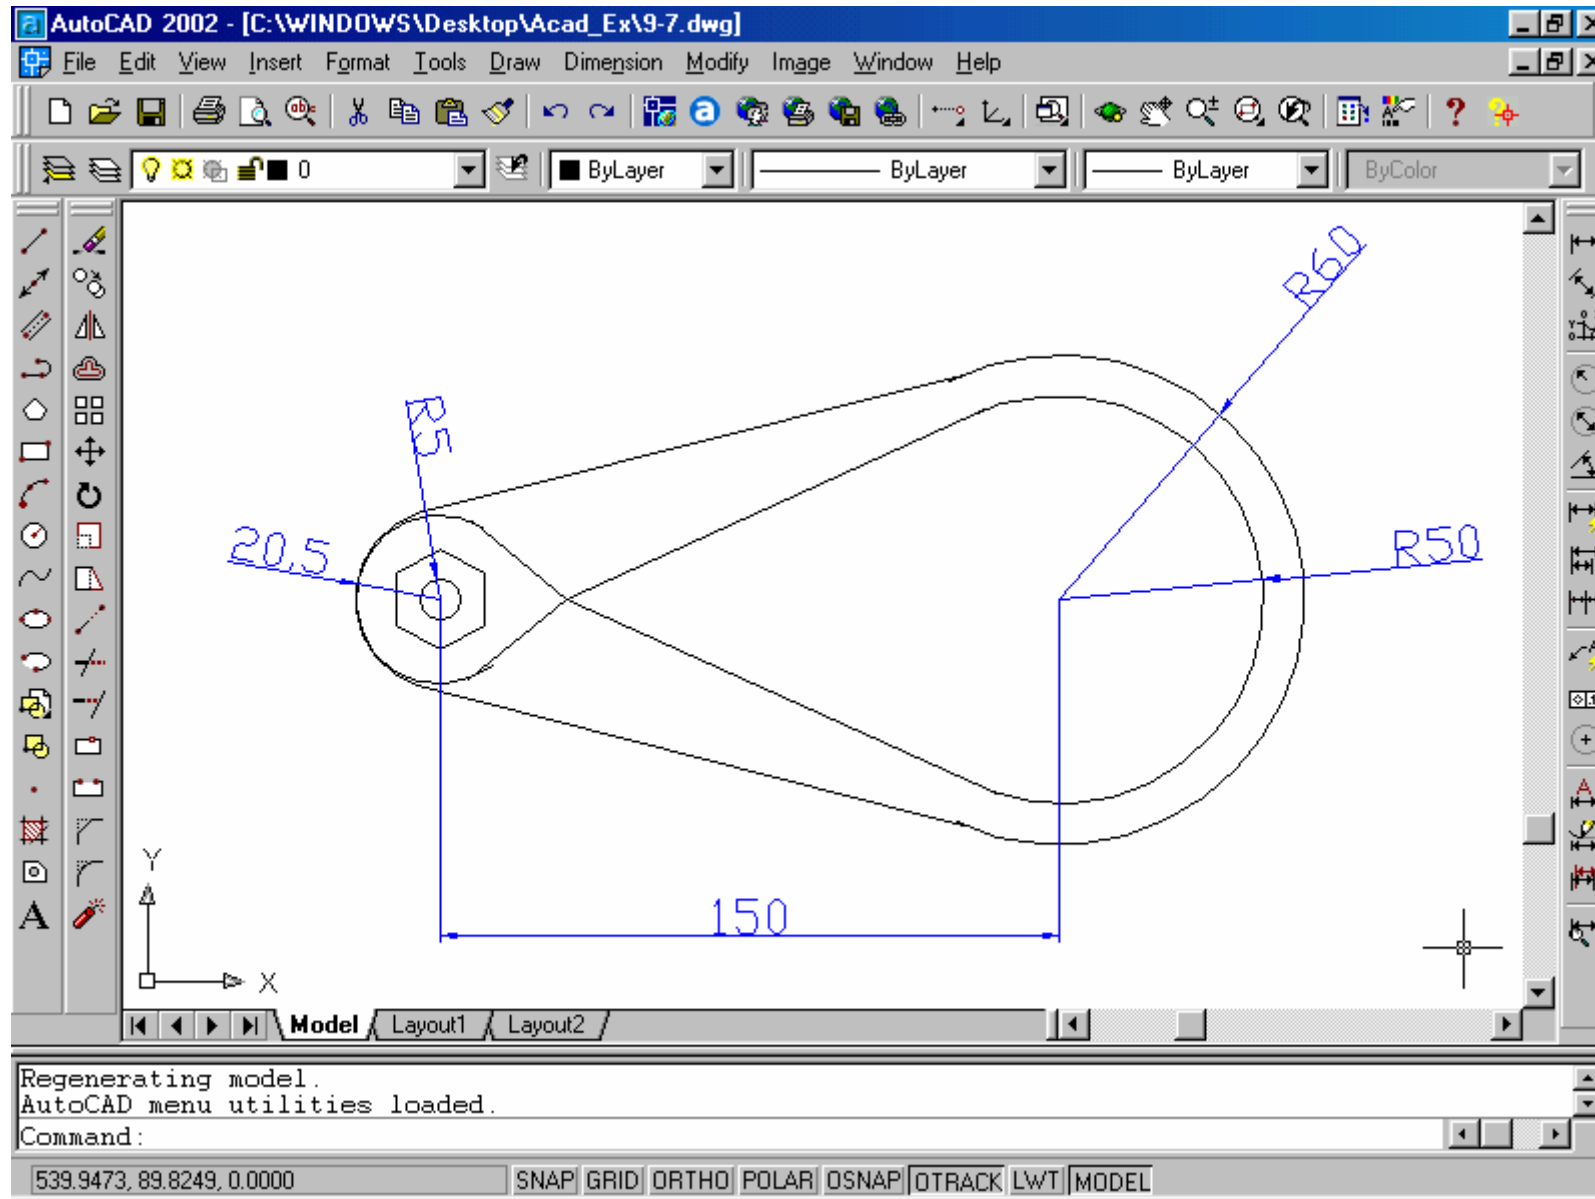 AutoCAD 2002 - [C:\WINDOWS\Desktop\Acad_Ex\9-7.dwg]
File Edit View Insert Format Tools Draw Dimension Modify Image Window Help
0 ByLayer ByLayer ByLayer ByColor
R60
R5
20,5
R50
150
Y
X
Model Layout1 Layout2
Regenerating model.
AutoCAD menu utilities loaded.
Command:
539.9473, 89.8249, 0.0000 SNAP GRID ORTHO POLAR OSNAP OTRACK LWT MODEL